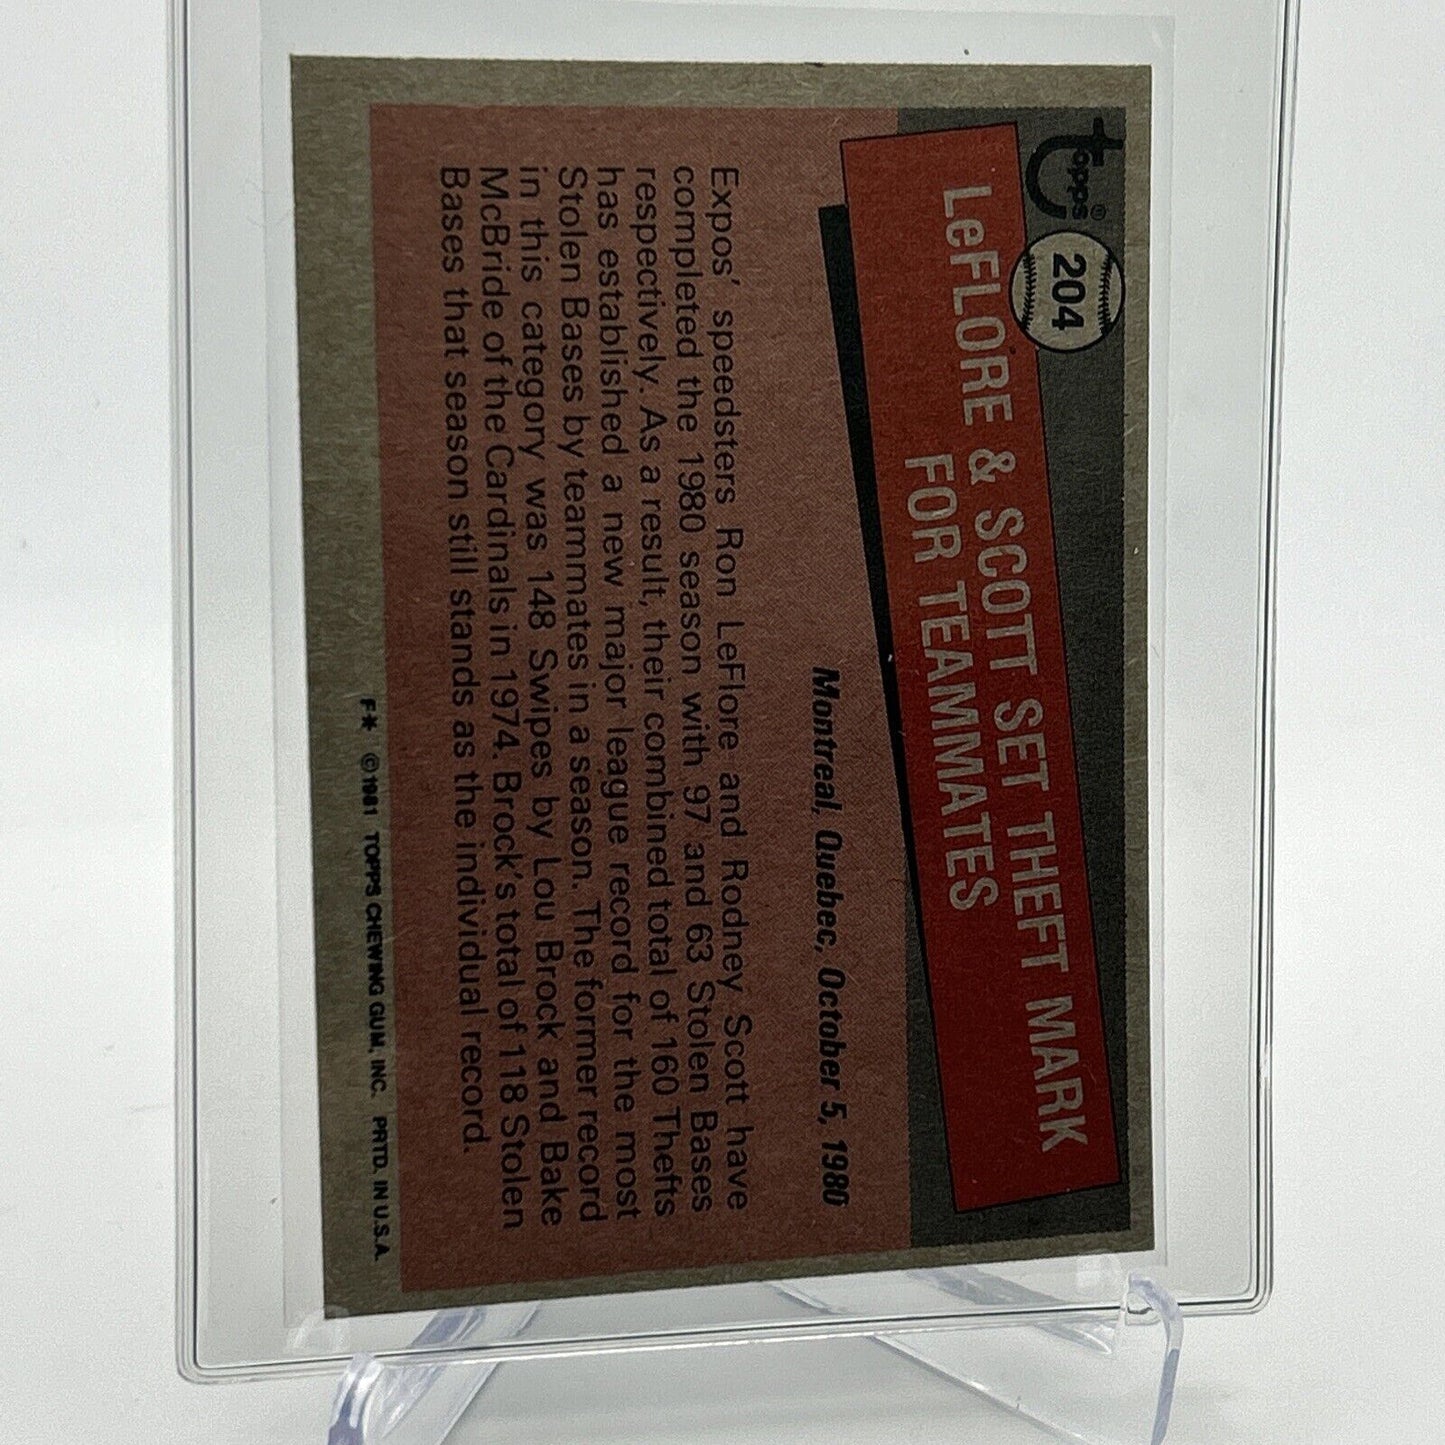 topps®
204
LeFLORE & SCOTT SET THEFT MARK
FOR TEAMMATES
Montreal, Quebec, October 5, 1980
Expos' speedsters Ron LeFlore and Rodney Scott have
completed the 1980 season with 97 and 63 Stolen Bases
respectively. As a result, their combined total of 160 Thefts
has established a new major league record for the most
Stolen Bases by teammates in a season. The former record
in this category was 148 Swipes by Lou Brock and Bake
McBride of the Cardinals in 1974. Brock's total of 118 Stolen
Bases that season still stands as the individual record.
F* ©1981 TOPPS CHEWING GUM, INC. PRTD. IN U.S.A.